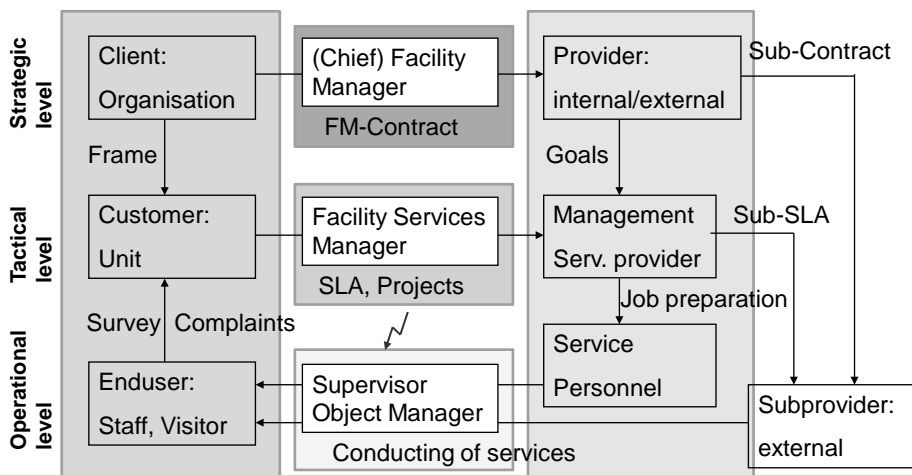 Strategic
level
Client:
Organisation
(Chief) Facility
Manager
FM-Contract
Provider:
internal/external
Sub-Contract
Frame
Goals
Tactical
level
Customer:
Unit
Facility Services
Manager
SLA, Projects
Management
Serv. provider
Sub-SLA
Job preparation
Survey
Complaints
Operational
level
Enduser:
Staff, Visitor
Supervisor
Object Manager
Conducting of services
Service
Personnel
Subprovider:
external